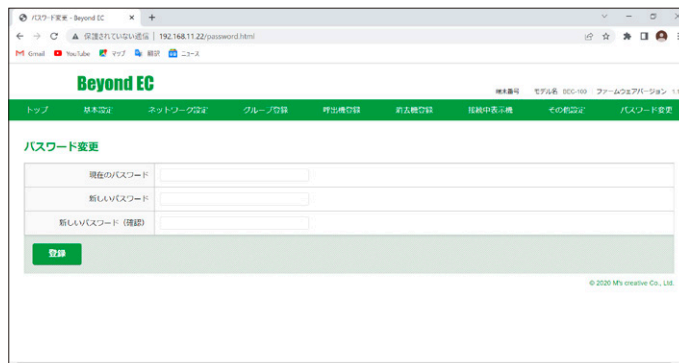 パスワード変更 - Beyond EC
保護されていない通信 | 192.168.11.22/password.html
Gmail YouTube マップ 翻訳 ニュース
Beyond EC
端末番号 モデル名 ファームウェアバージョン
トップ 基本設定 ネットワーク設定 グループ登録 呼出機登録 消去機登録 接続中表示機 その他設定 パスワード変更
パスワード変更
現在のパスワード
新しいパスワード
新しいパスワード（確認）
登録
© 2020 M's creative Co., Ltd.